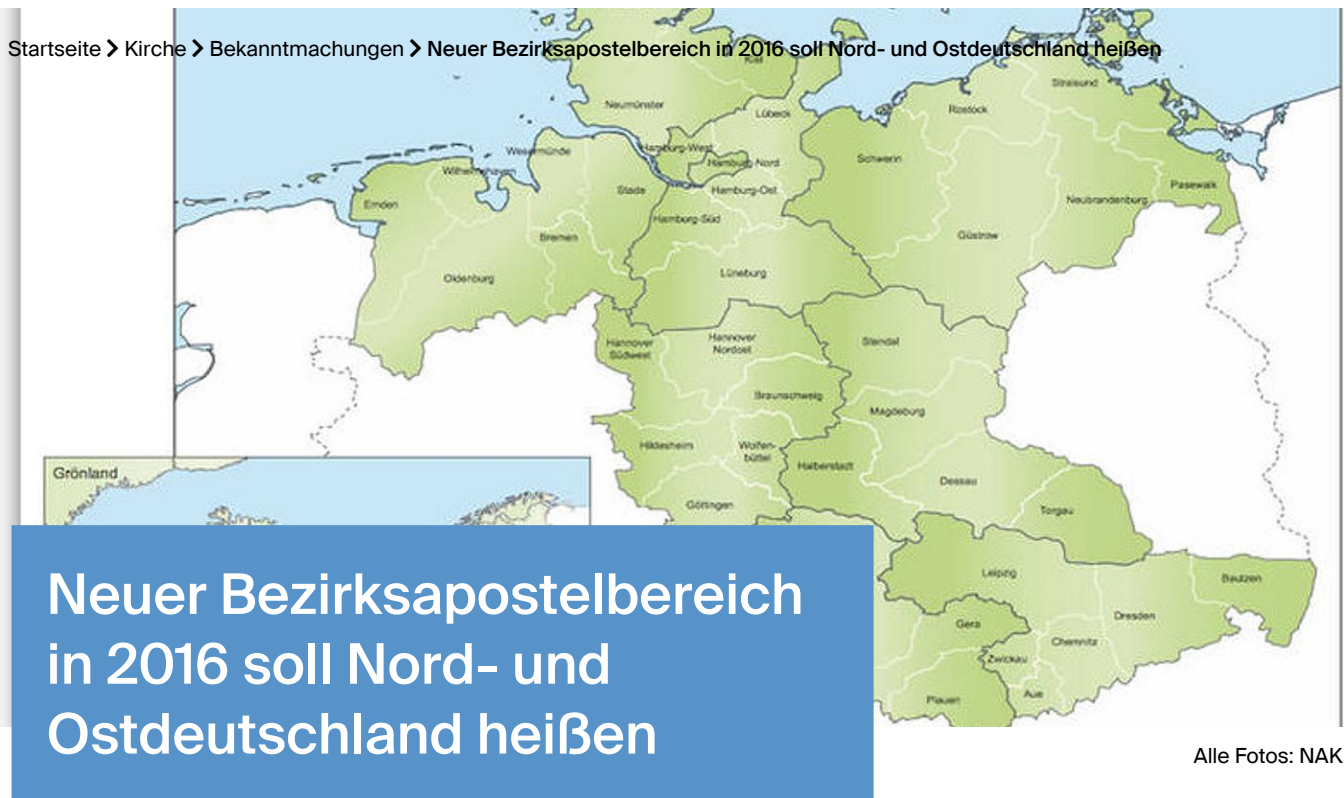 Startseite > Kirche > Bekanntmachungen > Neuer Bezirksapostelbereich in 2016 soll Nord- und Ostdeutschland heißen
Kiel
Stralsund
Neumünster
Lübeck
Rostock
Wesermünde
Hamburg-West
Hamburg-Nord
Schwerin
Wilhelmshaven
Pasewalk
Emden
Stade
Hamburg-Ost
Neubrandenburg
Hamburg-Süd
Bremen
Güstrow
Oldenburg
Lüneburg
Hannover
Südwest
Hannover
Nordost
Stendal
Braunschweig
Magdeburg
Hildesheim
Wolfen-
büttel
Halberstadt
Grönland
Dessau
Göttingen
Torgau
Leipzig
Bautzen
Gera
Dresden
Chemnitz
Zwickau
Plauen
Aue
Neuer Bezirksapostelbereich
in 2016 soll Nord- und
Ostdeutschland heißen
Alle Fotos: NAK